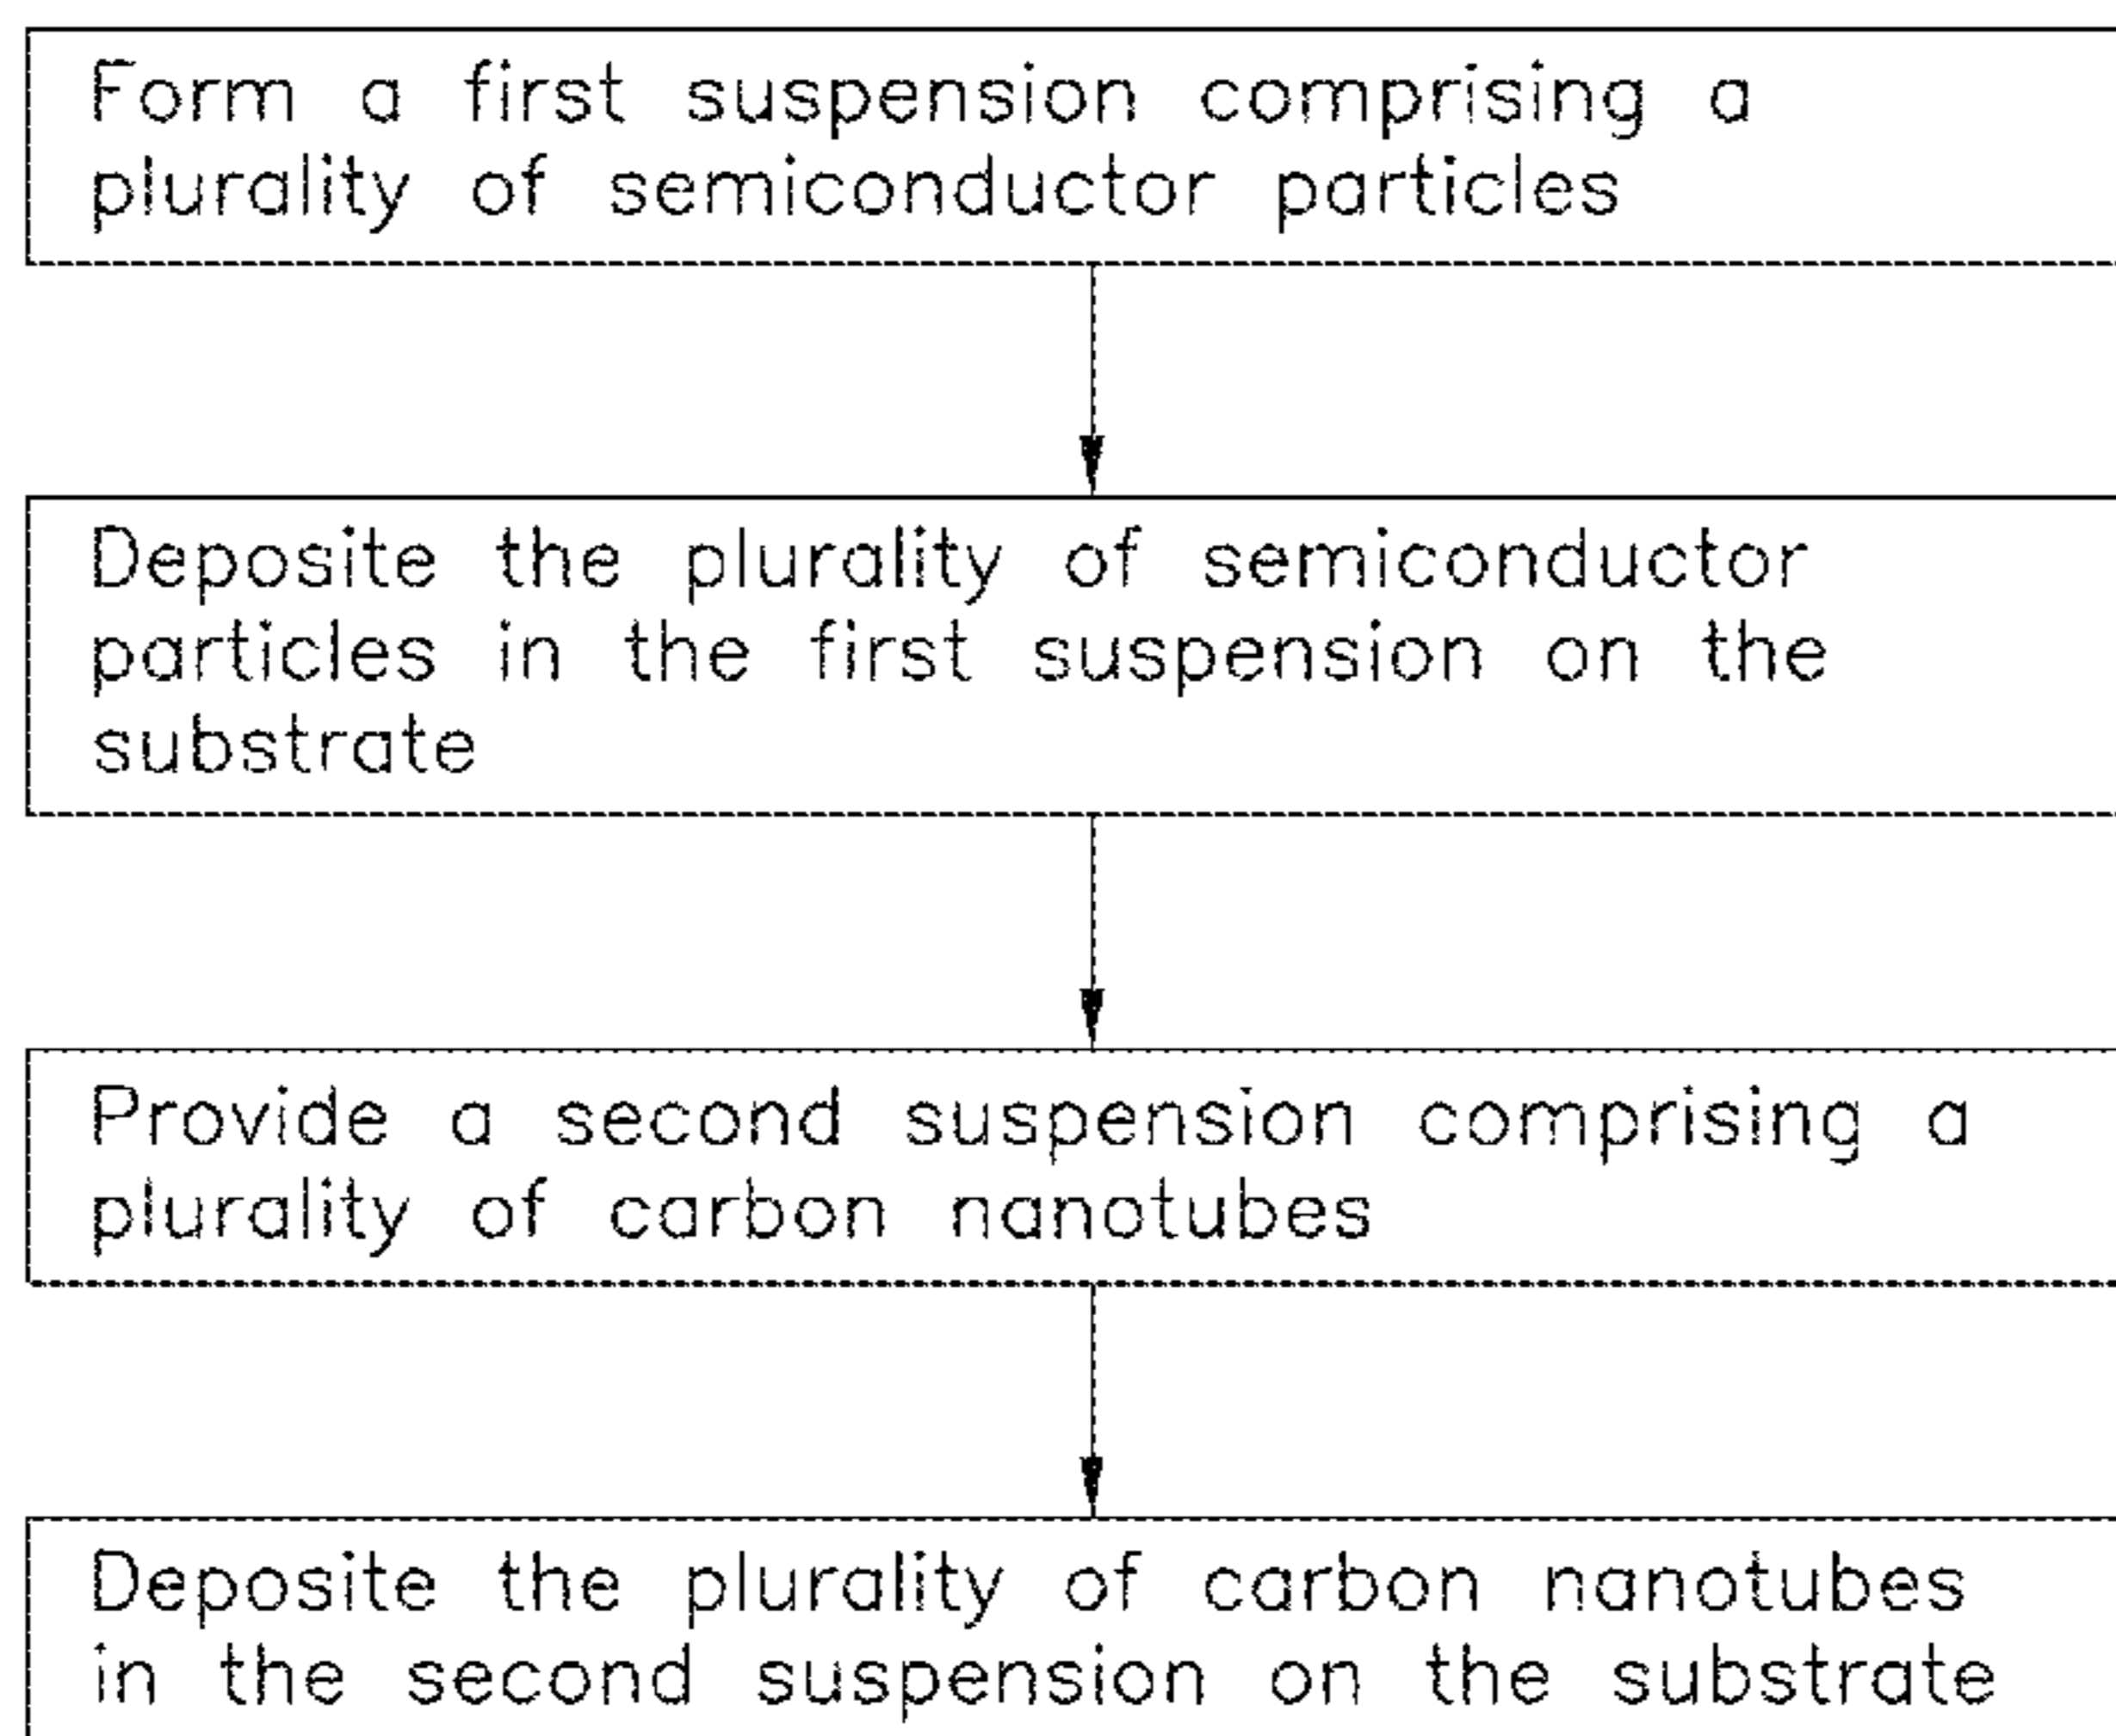 Form a first suspension comprising a
plurality of semiconductor particles
Deposite the plurality of semiconductor
particles in the first suspension on the
substrate
Provide a second suspension comprising a
plurality of carbon nanotubes
Deposite the plurality of carbon nanotubes
in the second suspension on the substrate